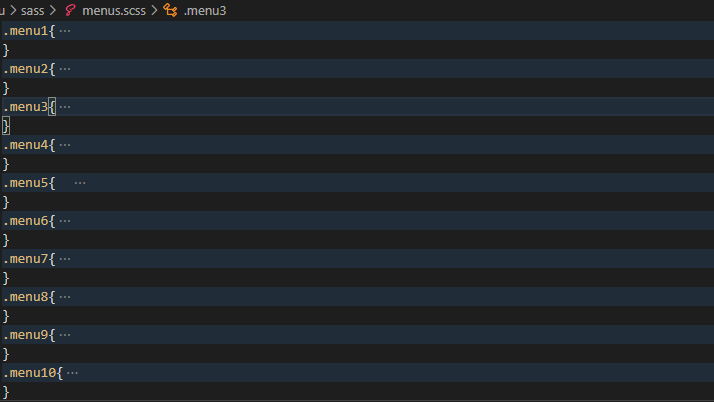 u > sass > menus.scss > .menu3
.menu1{ ···
}
.menu2{ ···
}
.menu3{ ···
}
.menu4{ ···
}
.menu5{ ···
}
.menu6{ ···
}
.menu7{ ···
}
.menu8{ ···
}
.menu9{ ···
}
.menu10{ ···
}